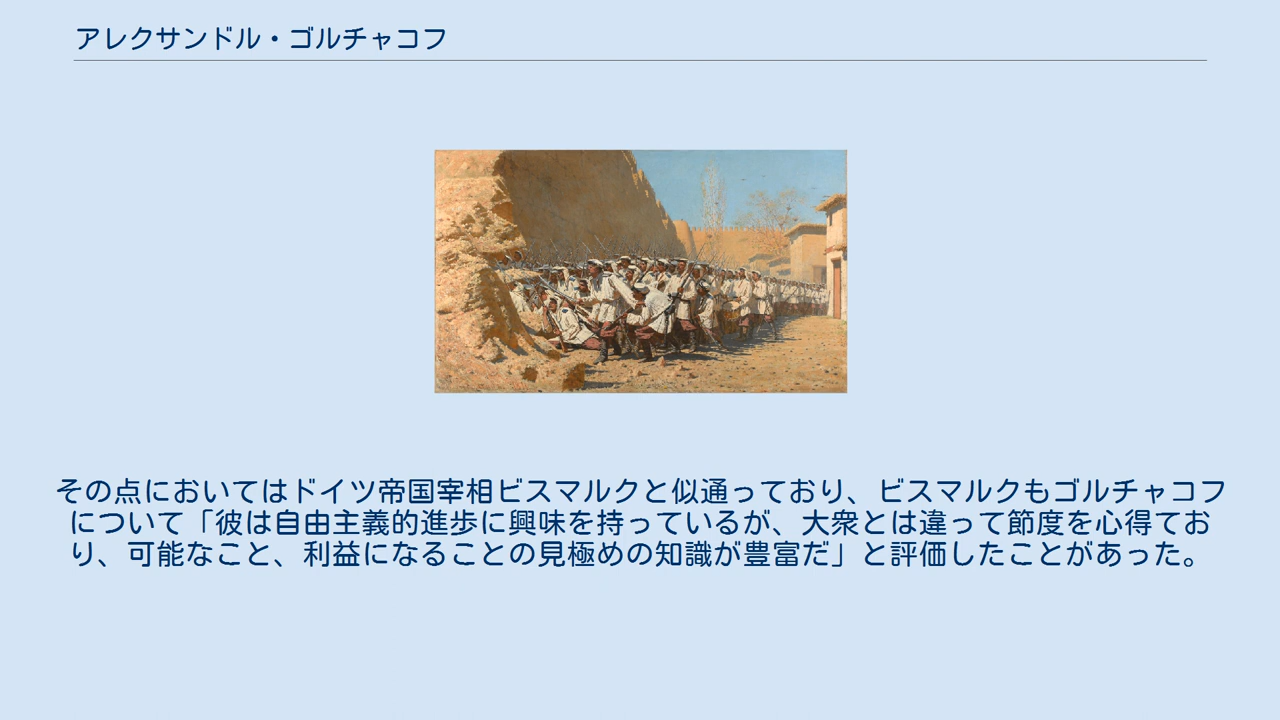 アレクサンドル・ゴルチャコフ
その点においてはドイツ帝国宰相ビスマルクと似通っており、ビスマルクもゴルチャコフ
について「彼は自由主義的進歩に興味を持っているが、大衆とは違って節度を心得てお
り、可能なこと、利益になることの見極めの知識が豊富だ」と評価したことがあった。